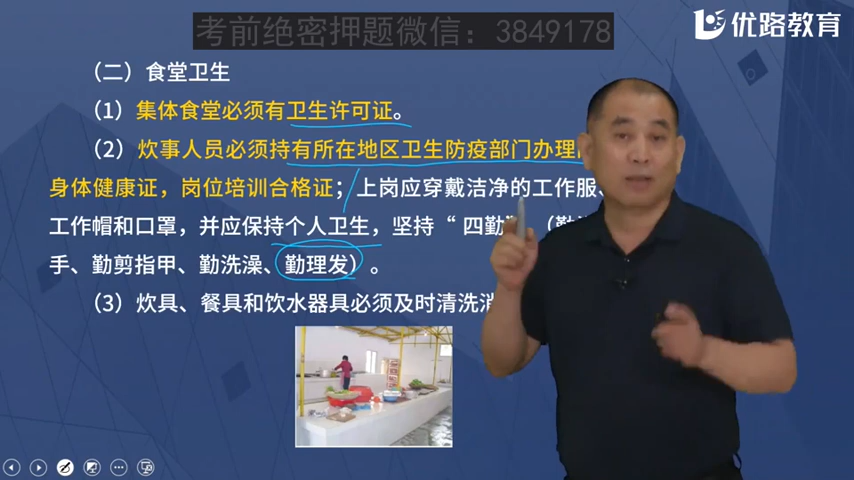 考前绝密押题微信：3849178
优路教育
（二）食堂卫生
（1）集体食堂必须有卫生许可证。
（2）炊事人员必须持有所在地区卫生防疫部门办理
身体健康证，岗位培训合格证；上岗应穿戴洁净的工作服、
工作帽和口罩，并应保持个人卫生，坚持“四勤”（勤
手、勤剪指甲、勤洗澡、勤理发）。
（3）炊具、餐具和饮水器具必须及时清洗消